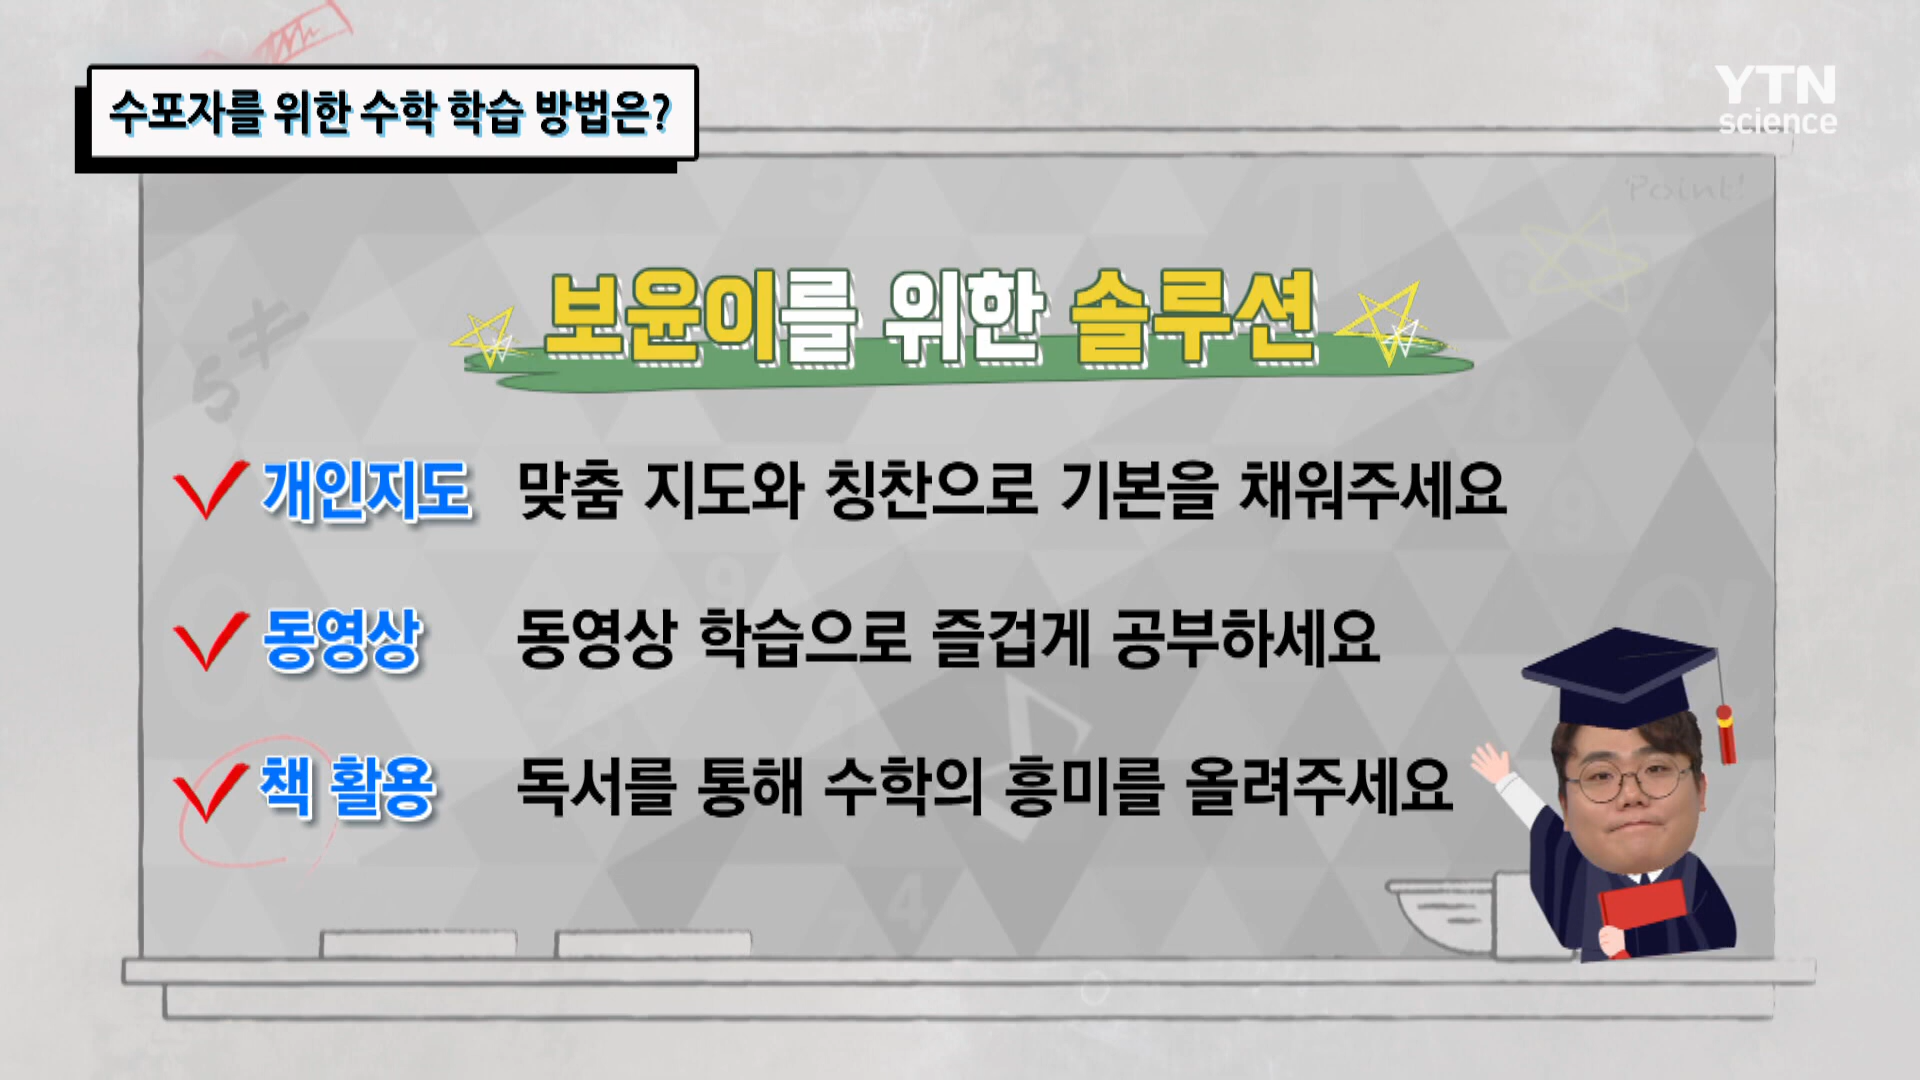 수포자를 위한 수학 학습 방법은?
YTN
science
Point!
보윤이를 위한 솔루션
개인지도 맞춤 지도와 칭찬으로 기본을 채워주세요
동영상 동영상 학습으로 즐겁게 공부하세요
책 활용 독서를 통해 수학의 흥미를 올려주세요